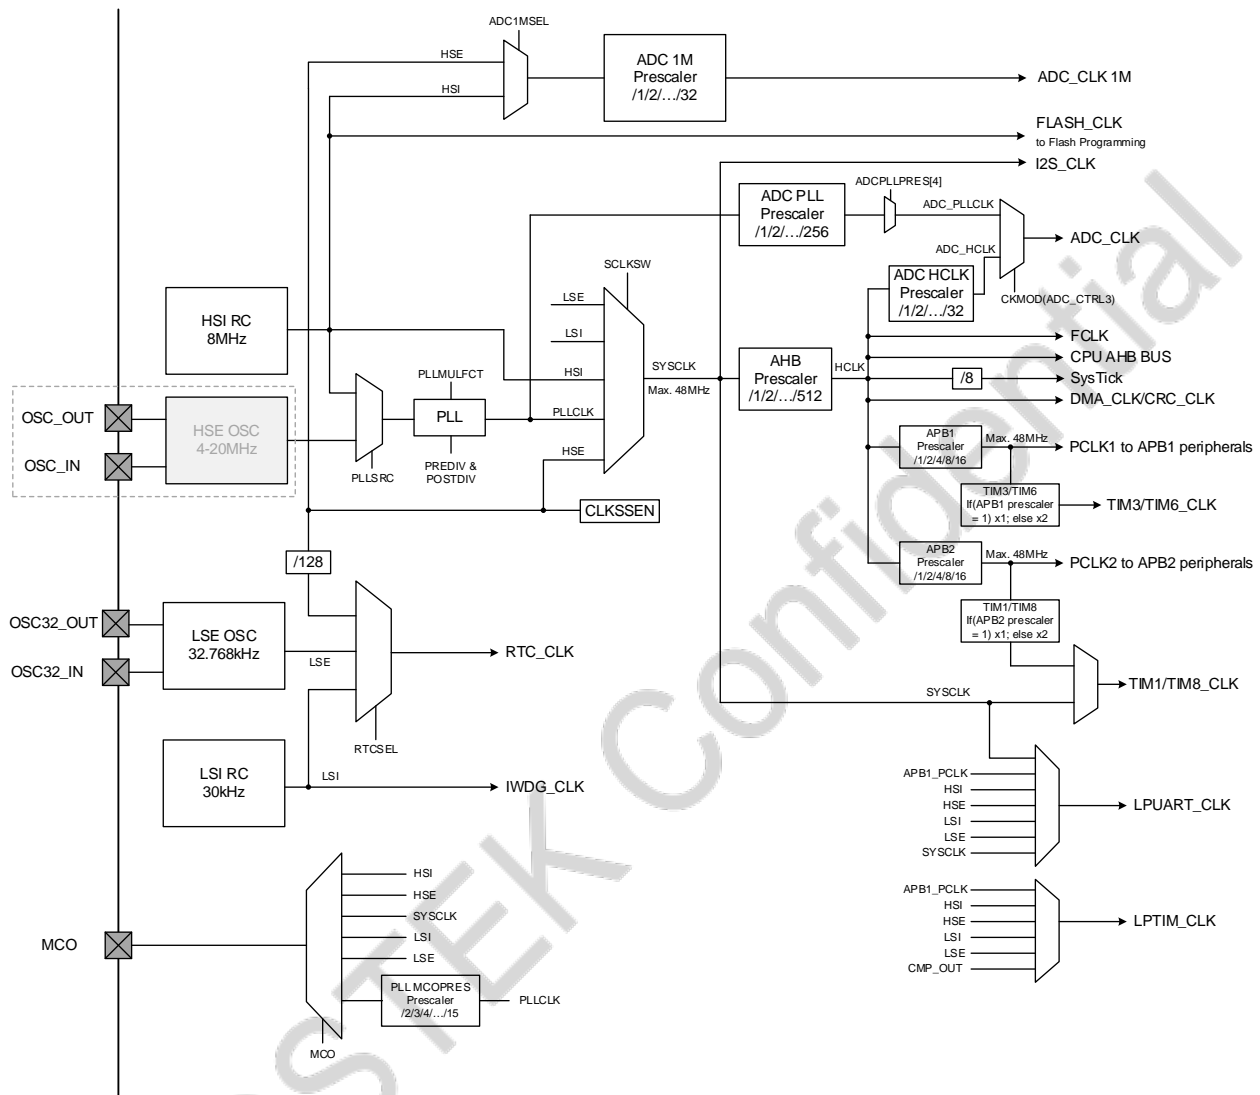 ADC1MSEL
HSE
HSI
ADC 1M
Prescaler
/1/2/…/32
ADC_CLK 1M
FLASH_CLK
to Flash Programming
I2S_CLK
ADC PLL
Prescaler
/1/2/…/256
ADCPLLPRES[4]
ADC_PLLCLK
ADC_HCLK
ADC_CLK
ADC HCLK
Prescaler
/1/2/…/32
CKMOD(ADC_CTRL3)
SCLKSW
LSE
LSI
HSI
PLLCLK
HSE
SYSCLK
Max. 48MHz
AHB
Prescaler
/1/2/…/512
HCLK
FCLK
CPU AHB BUS
/8
SysTick
DMA_CLK/CRC_CLK
HSI RC
8MHz
OSC_OUT
OSC_IN
HSE OSC
4-20MHz
PLLSRC
PLLMULFCT
PLL
PREDIV &
POSTDIV
CLKSSEN
APB1
Prescaler
/1/2/4/8/16
Max. 48MHz
PCLK1 to APB1 peripherals
TIM3/TIM6
If(APB1 prescaler
= 1) x1; else x2
TIM3/TIM6_CLK
APB2
Prescaler
/1/2/4/8/16
Max. 48MHz
PCLK2 to APB2 peripherals
TIM1/TIM8
If(APB2 prescaler
= 1) x1; else x2
TIM1/TIM8_CLK
SYSCLK
/128
OSC32_OUT
OSC32_IN
LSE OSC
32.768kHz
LSE
RTC_CLK
RTCSEL
LSI RC
30kHz
LSI
IWDG_CLK
APB1_PCLK
HSI
HSE
LSI
LSE
SYSCLK
LPUART_CLK
APB1_PCLK
HSI
HSE
LSI
LSE
CMP_OUT
LPTIM_CLK
MCO
HSI
HSE
SYSCLK
LSI
LSE
PLL MCOPRES
Prescaler
/2/3/4/…/15
PLLCLK
MCO
STEK Confidential